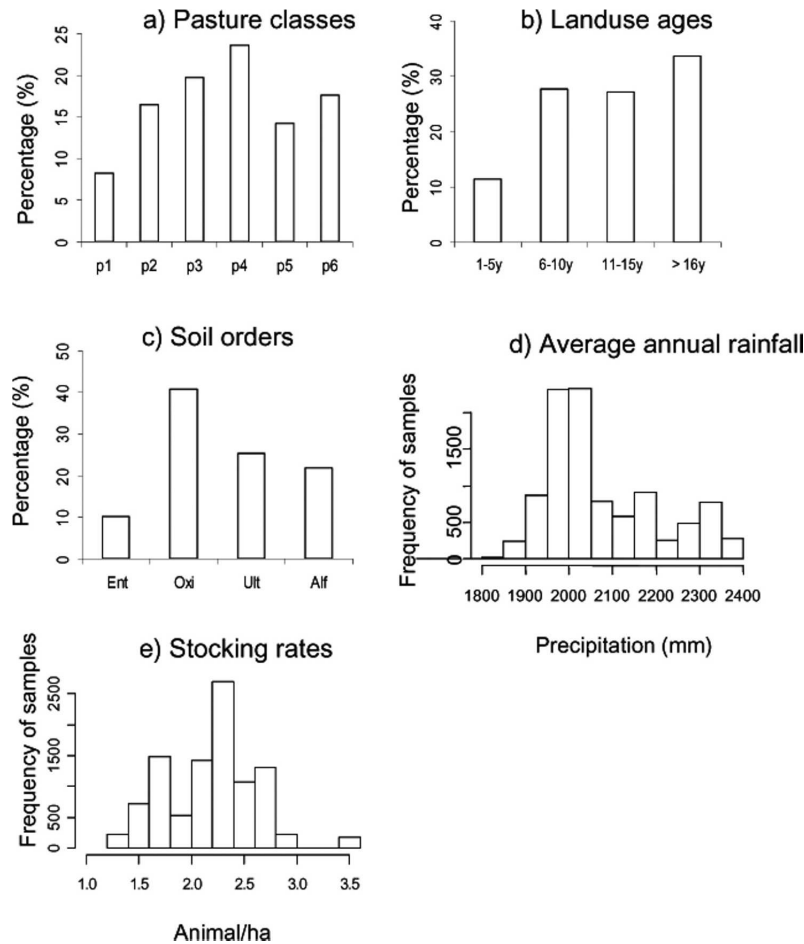 a) Pasture classes
Percentage (%)
0 5 10 15 20 25
p1 p2 p3 p4 p5 p6
b) Landuse ages
Percentage (%)
0 10 20 30 40
1-5y 6-10y 11-15y > 16y
c) Soil orders
Percentage (%)
0 10 20 30 40 50
Ent Oxi Ult Alf
d) Average annual rainfall
Frequency of samples
0 500 1500
1800 1900 2000 2100 2200 2300 2400
Precipitation (mm)
e) Stocking rates
Frequency of samples
0 500 1500 2500
1.0 1.5 2.0 2.5 3.0 3.5
Animal/ha